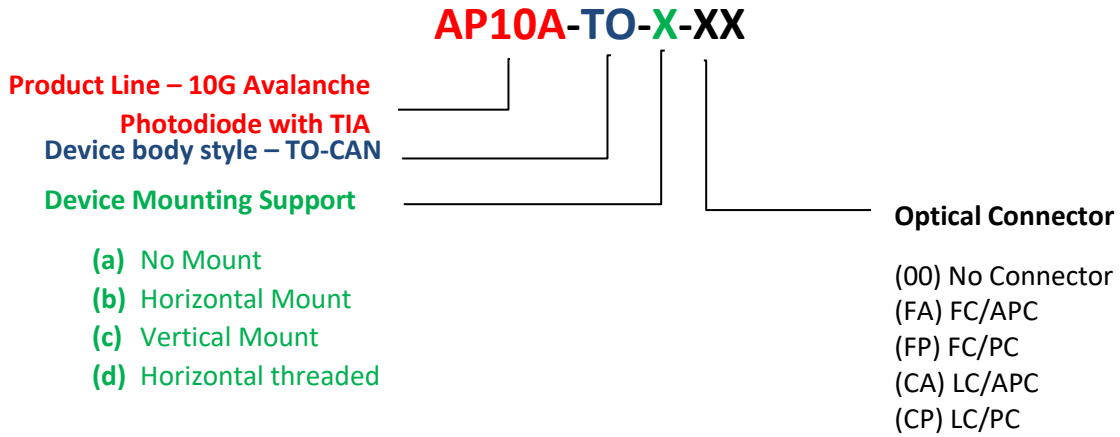 AP10A-TO-X-XX
Product Line – 10G Avalanche
Photodiode with TIA
Device body style – TO-CAN
Device Mounting Support
(a) No Mount
(b) Horizontal Mount
(c) Vertical Mount
(d) Horizontal threaded
Optical Connector
(00) No Connector
(FA) FC/APC
(FP) FC/PC
(CA) LC/APC
(CP) LC/PC